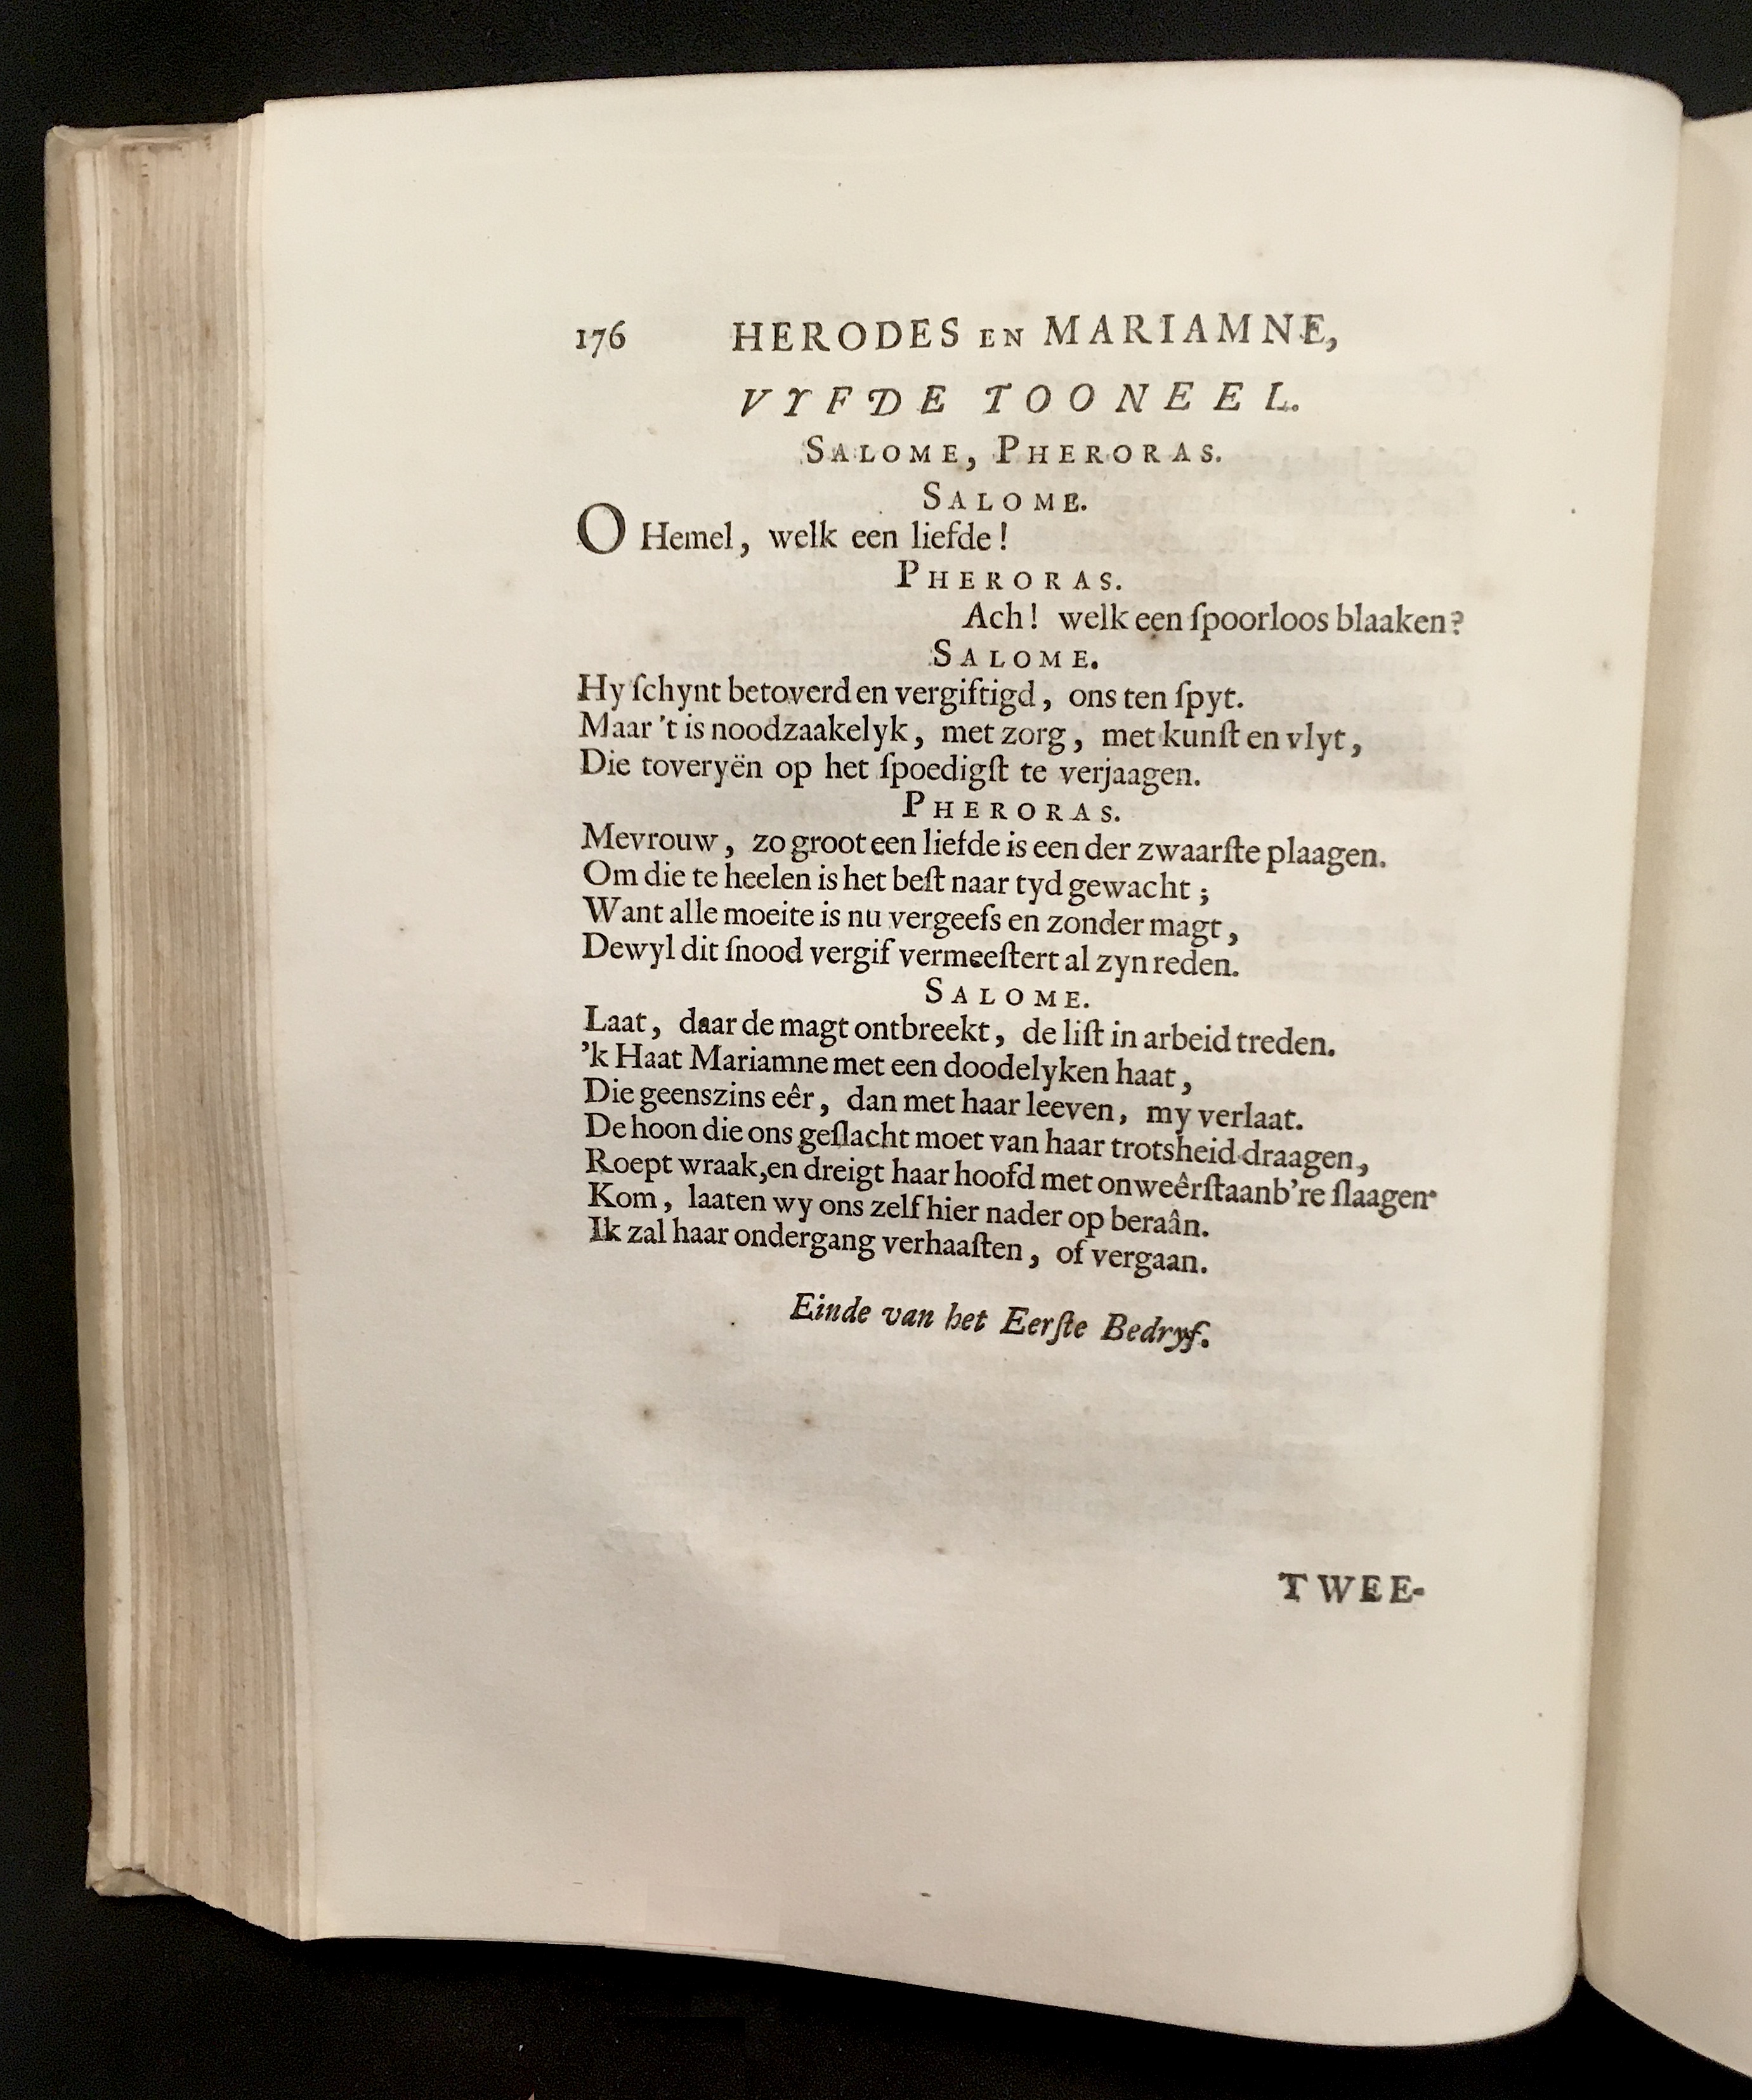 176 HERODES EN MARIAMNE,
VYFDE TOONEEL.
SALOME, PHERORAS.
SALOME.
O Hemel, welk een liefde!
PHERORAS.
Ach! welk een ſpoorloos blaaken?
SALOME.
Hy ſchynt betoverd en vergiftigd, ons ten ſpyt.
Maar 't is noodzaakelyk, met zorg, met kunſt en vlyt,
Die toveryën op het ſpoedigſt te verjaagen.
PHERORAS.
Mevrouw, zo groot een liefde is een der zwaarſte plaagen.
Om die te heelen is het beſt naar tyd gewacht;
Want alle moeite is nu vergeefs en zonder magt,
Dewyl dit ſnood vergif vermeeſtert al zyn reden.
SALOME.
Laat, daar de magt ontbreekt, de liſt in arbeid treden.
'k Haat Mariamne met een doodelyken haat,
Die geenszins eêr, dan met haar leeven, my verlaat.
De hoon die ons geſlacht moet van haar trotsheid draagen,
Roept wraak, en dreigt haar hoofd met onweêrſtaanb're ſlaagen.
Kom, laaten wy ons zelf hier nader op beraân.
Ik zal haar ondergang verhaaſten, of vergaan.
Einde van het Eerſte Bedryf.
TWEE-